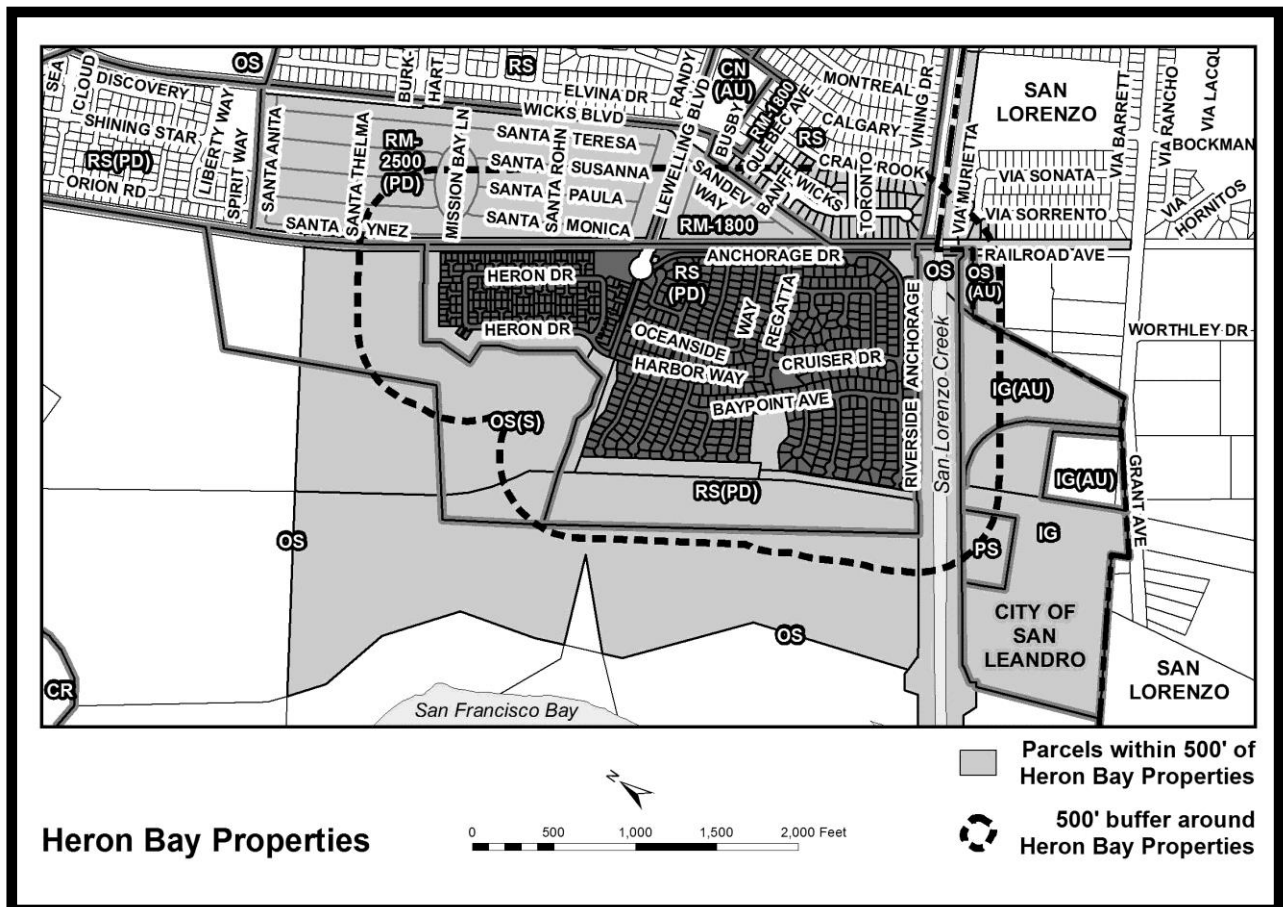 SEA
CLOUD
DISCOVERY
SHINING STAR
RS(PD)
ORION RD
LIBERTY WAY
SPIRIT WAY
OS
SANTA ANITA
SANTA THELMA
BURK-
HART
RS
ELVINA DR
WICKS BLVD
RM-
2500
(PD)
MISSION BAY LN
SANTA TERESA
SANTA SUSANNA
SANTA ROHN
SANTA PAULA
SANTA MONICA
SANTA YNEZ
RANDY
LEWELLING BLVD
CN
(AU)
BUSBY
RM-1800
QUEBEC AVE
RS
MONTREAL
CALGARY
VINING DR
CRANBROOK
SANDEV
WAY
BANFF
WICKS
TORONTO
RM-1800
SAN
LORENZO
VIA MURIETTA
VIA BARRETT
VIA RANCHO
VIA LACQU
BOCKMAN
VIA SONATA
VIA SORRENTO
VIA
HORNITOS
RAILROAD AVE
HERON DR
HERON DR
ANCHORAGE DR
RS
(PD)
WAY
REGATTA
OCEANSIDE
HARBOR WAY
CRUISER DR
BAYPOINT AVE
RIVERSIDE
ANCHORAGE
OS
San Lorenzo Creek
OS
(AU)
WORTHLEY DR
IG(AU)
IG(AU)
GRANT AVE
OS(S)
RS(PD)
OS
PS
IG
CITY OF
SAN
LEANDRO
SAN
LORENZO
OS
CR
San Francisco Bay
Parcels within 500' of
Heron Bay Properties
N
Heron Bay Properties
0 500 1,000 1,500 2,000 Feet
500' buffer around
Heron Bay Properties